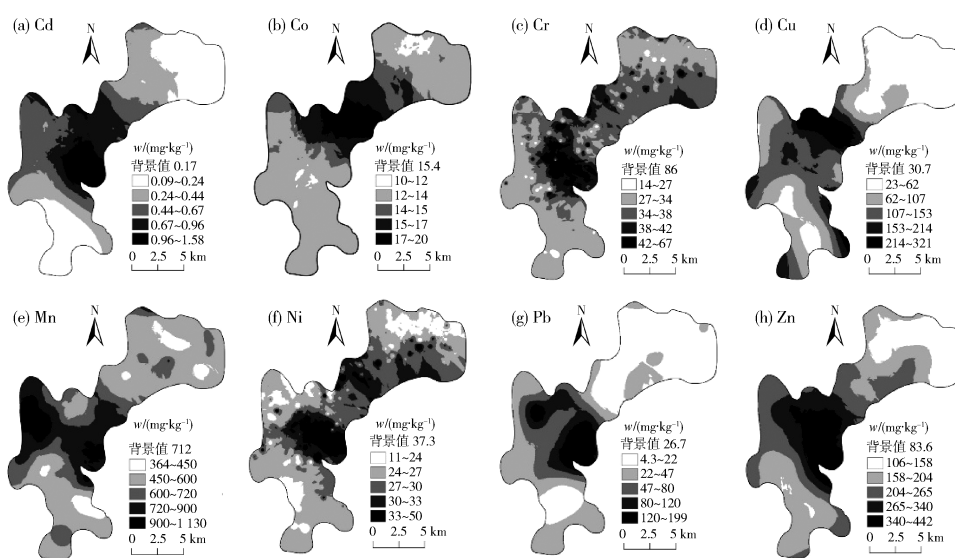 (a) Cd
N
w/(mg·kg⁻¹)
背景值 0.17
0.09~0.24
0.24~0.44
0.44~0.67
0.67~0.96
0.96~1.58
0 2.5 5 km
(b) Co
N
w/(mg·kg⁻¹)
背景值 15.4
10~12
12~14
14~15
15~17
17~20
0 2.5 5 km
(c) Cr
N
w/(mg·kg⁻¹)
背景值 86
14~27
27~34
34~38
38~42
42~67
0 2.5 5 km
(d) Cu
N
w/(mg·kg⁻¹)
背景值 30.7
23~62
62~107
107~153
153~214
214~321
0 2.5 5 km
(e) Mn
N
w/(mg·kg⁻¹)
背景值 712
364~450
450~600
600~720
720~900
900~1 130
0 2.5 5 km
(f) Ni
N
w/(mg·kg⁻¹)
背景值 37.3
11~24
24~27
27~30
30~33
33~50
0 2.5 5 km
(g) Pb
N
w/(mg·kg⁻¹)
背景值 26.7
4.3~22
22~47
47~80
80~120
120~199
0 2.5 5 km
(h) Zn
N
w/(mg·kg⁻¹)
背景值 83.6
106~158
158~204
204~265
265~340
340~442
0 2.5 5 km